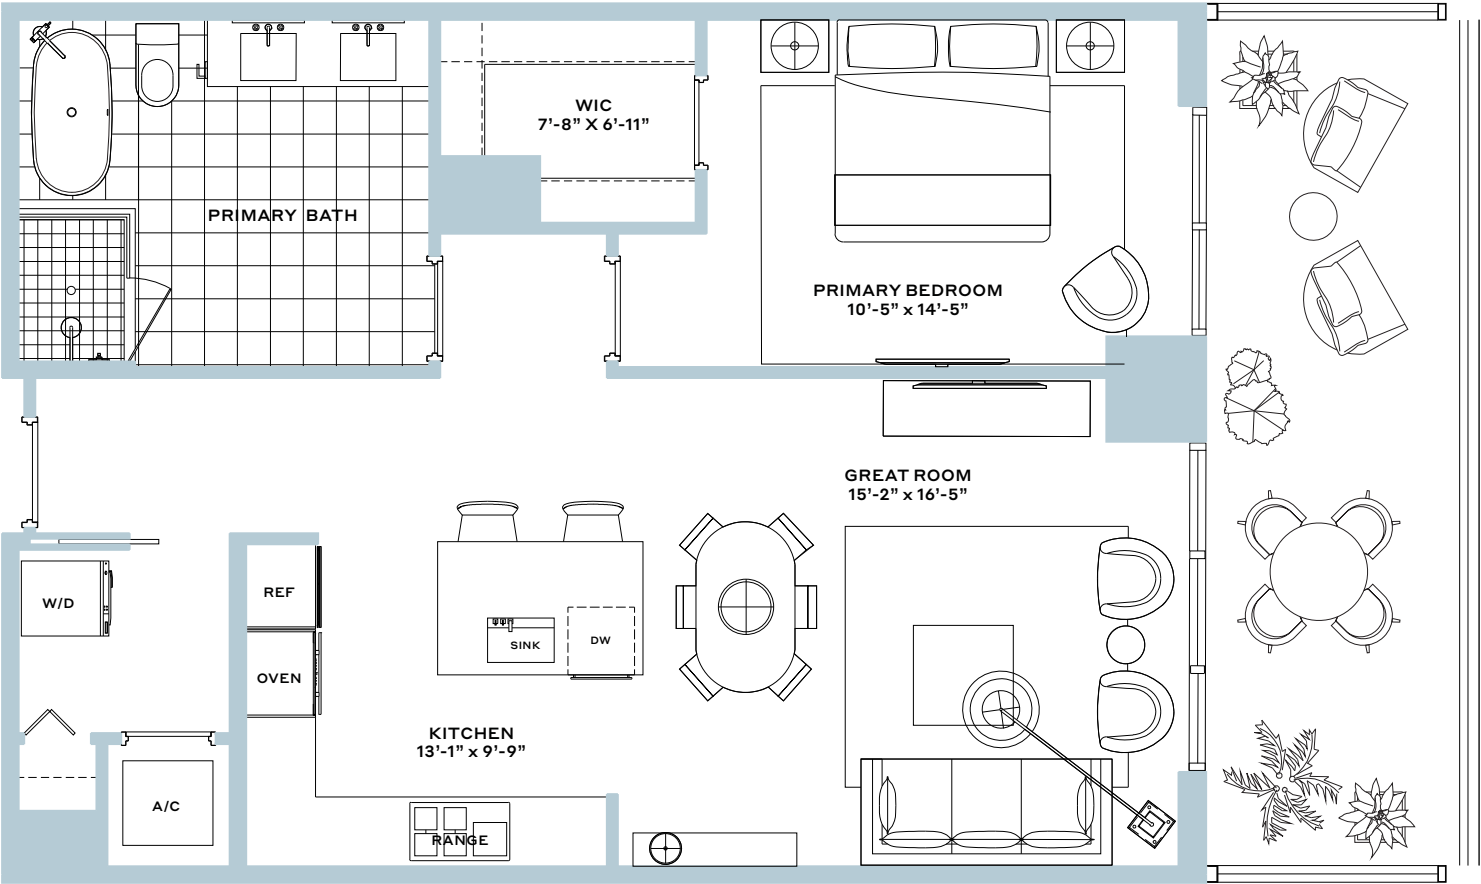 WIC
7’-8” X 6’-11”
PRIMARY BATH
PRIMARY BEDROOM
10’-5” x 14’-5”
GREAT ROOM
15’-2” x 16’-5”
W/D
REF
SINK
DW
OVEN
KITCHEN
13’-1” x 9’-9”
A/C
RANGE